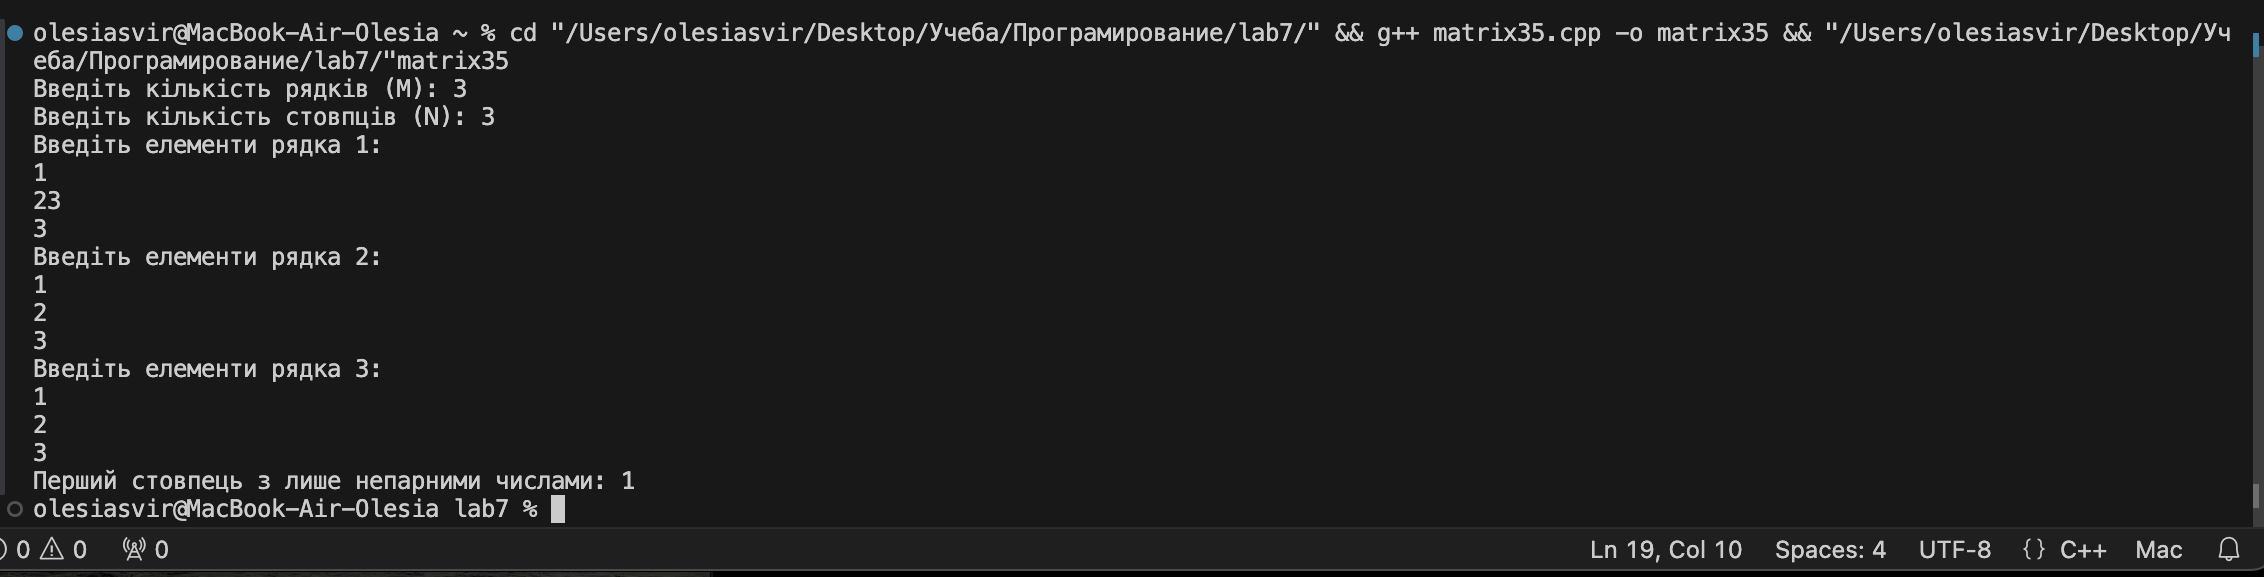 olesiasvir@MacBook-Air-Olesia ~ % cd "/Users/olesiasvir/Desktop/Учеба/Програмирование/lab7/" && g++ matrix35.cpp -o matrix35 && "/Users/olesiasvir/Desktop/Уч
еба/Програмирование/lab7/"matrix35
Введіть кількість рядків (M): 3
Введіть кількість стовпців (N): 3
Введіть елементи рядка 1:
1
23
3
Введіть елементи рядка 2:
1
2
3
Введіть елементи рядка 3:
1
2
3
Перший стовпець з лише непарними числами: 1
olesiasvir@MacBook-Air-Olesia lab7 %
0 0 0 Ln 19, Col 10 Spaces: 4 UTF-8 {} C++ Mac